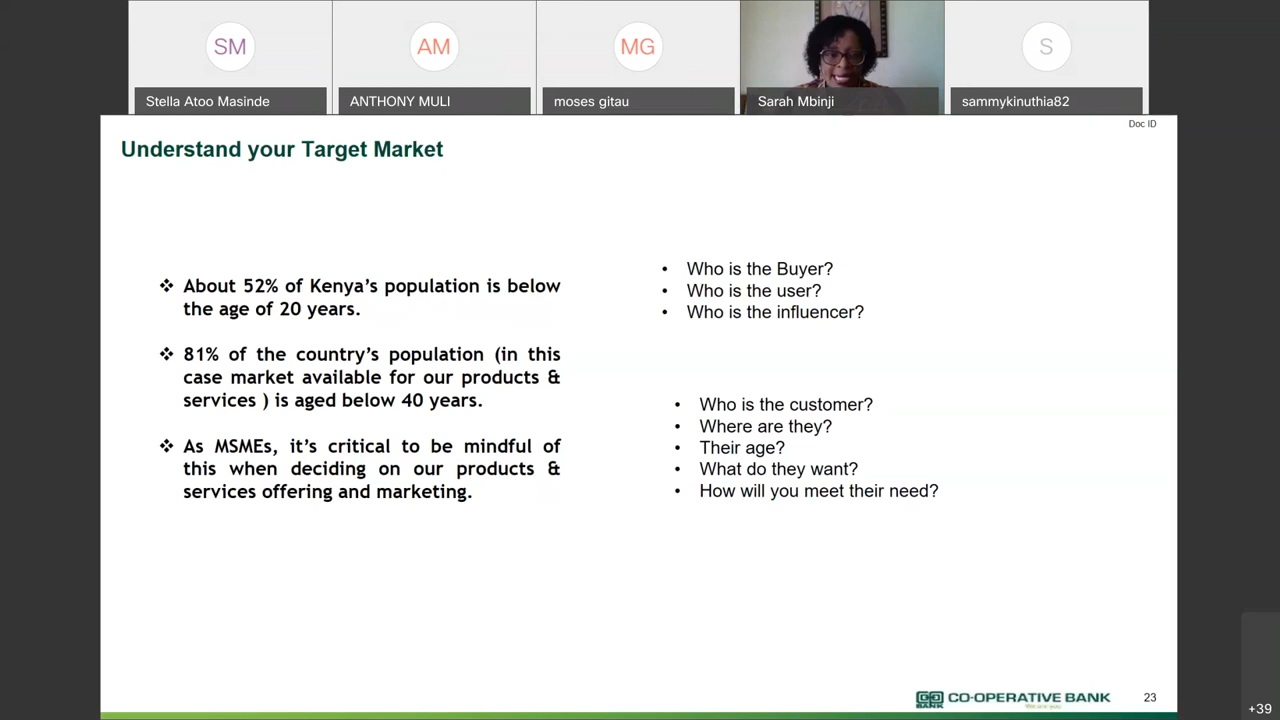 SM
AM
MG
S
Stella Atoo Masinde
ANTHONY MULI
moses gitau
Sarah Mbinji
sammykinuthia82
Doc ID
Understand your Target Market
❖ About 52% of Kenya's population is below
the age of 20 years.
❖ 81% of the country's population (in this
case market available for our products &
services ) is aged below 40 years.
❖ As MSMEs, it's critical to be mindful of
this when deciding on our products &
services offering and marketing.
• Who is the Buyer?
• Who is the user?
• Who is the influencer?
• Who is the customer?
• Where are they?
• Their age?
• What do they want?
• How will you meet their need?
BANK
CO-OPERATIVE BANK
We are you
23
+39